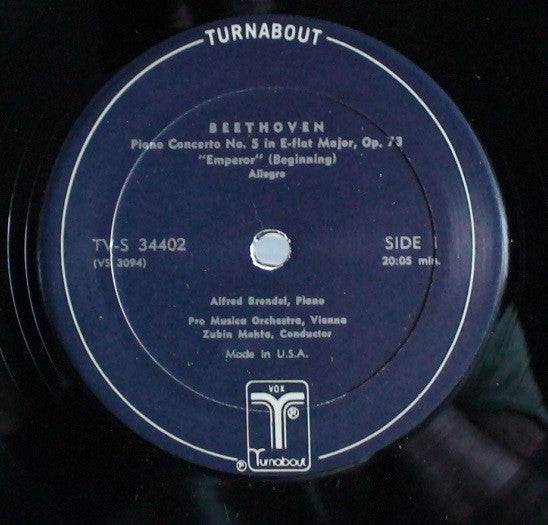 TURNABOUT
BEETHOVEN
Piano Concerto No. 5 in E-flat Major, Op. 73
"Emperor" (Beginning)
Allegro
TV-S 34402
(VS 3094)
SIDE 1
20:05 min.
Alfred Brendel, Piano
Pro Musica Orchestra, Vienna
Zubin Mehta, Conductor
Made in U.S.A.
VOX
T®
℗ Turnabout